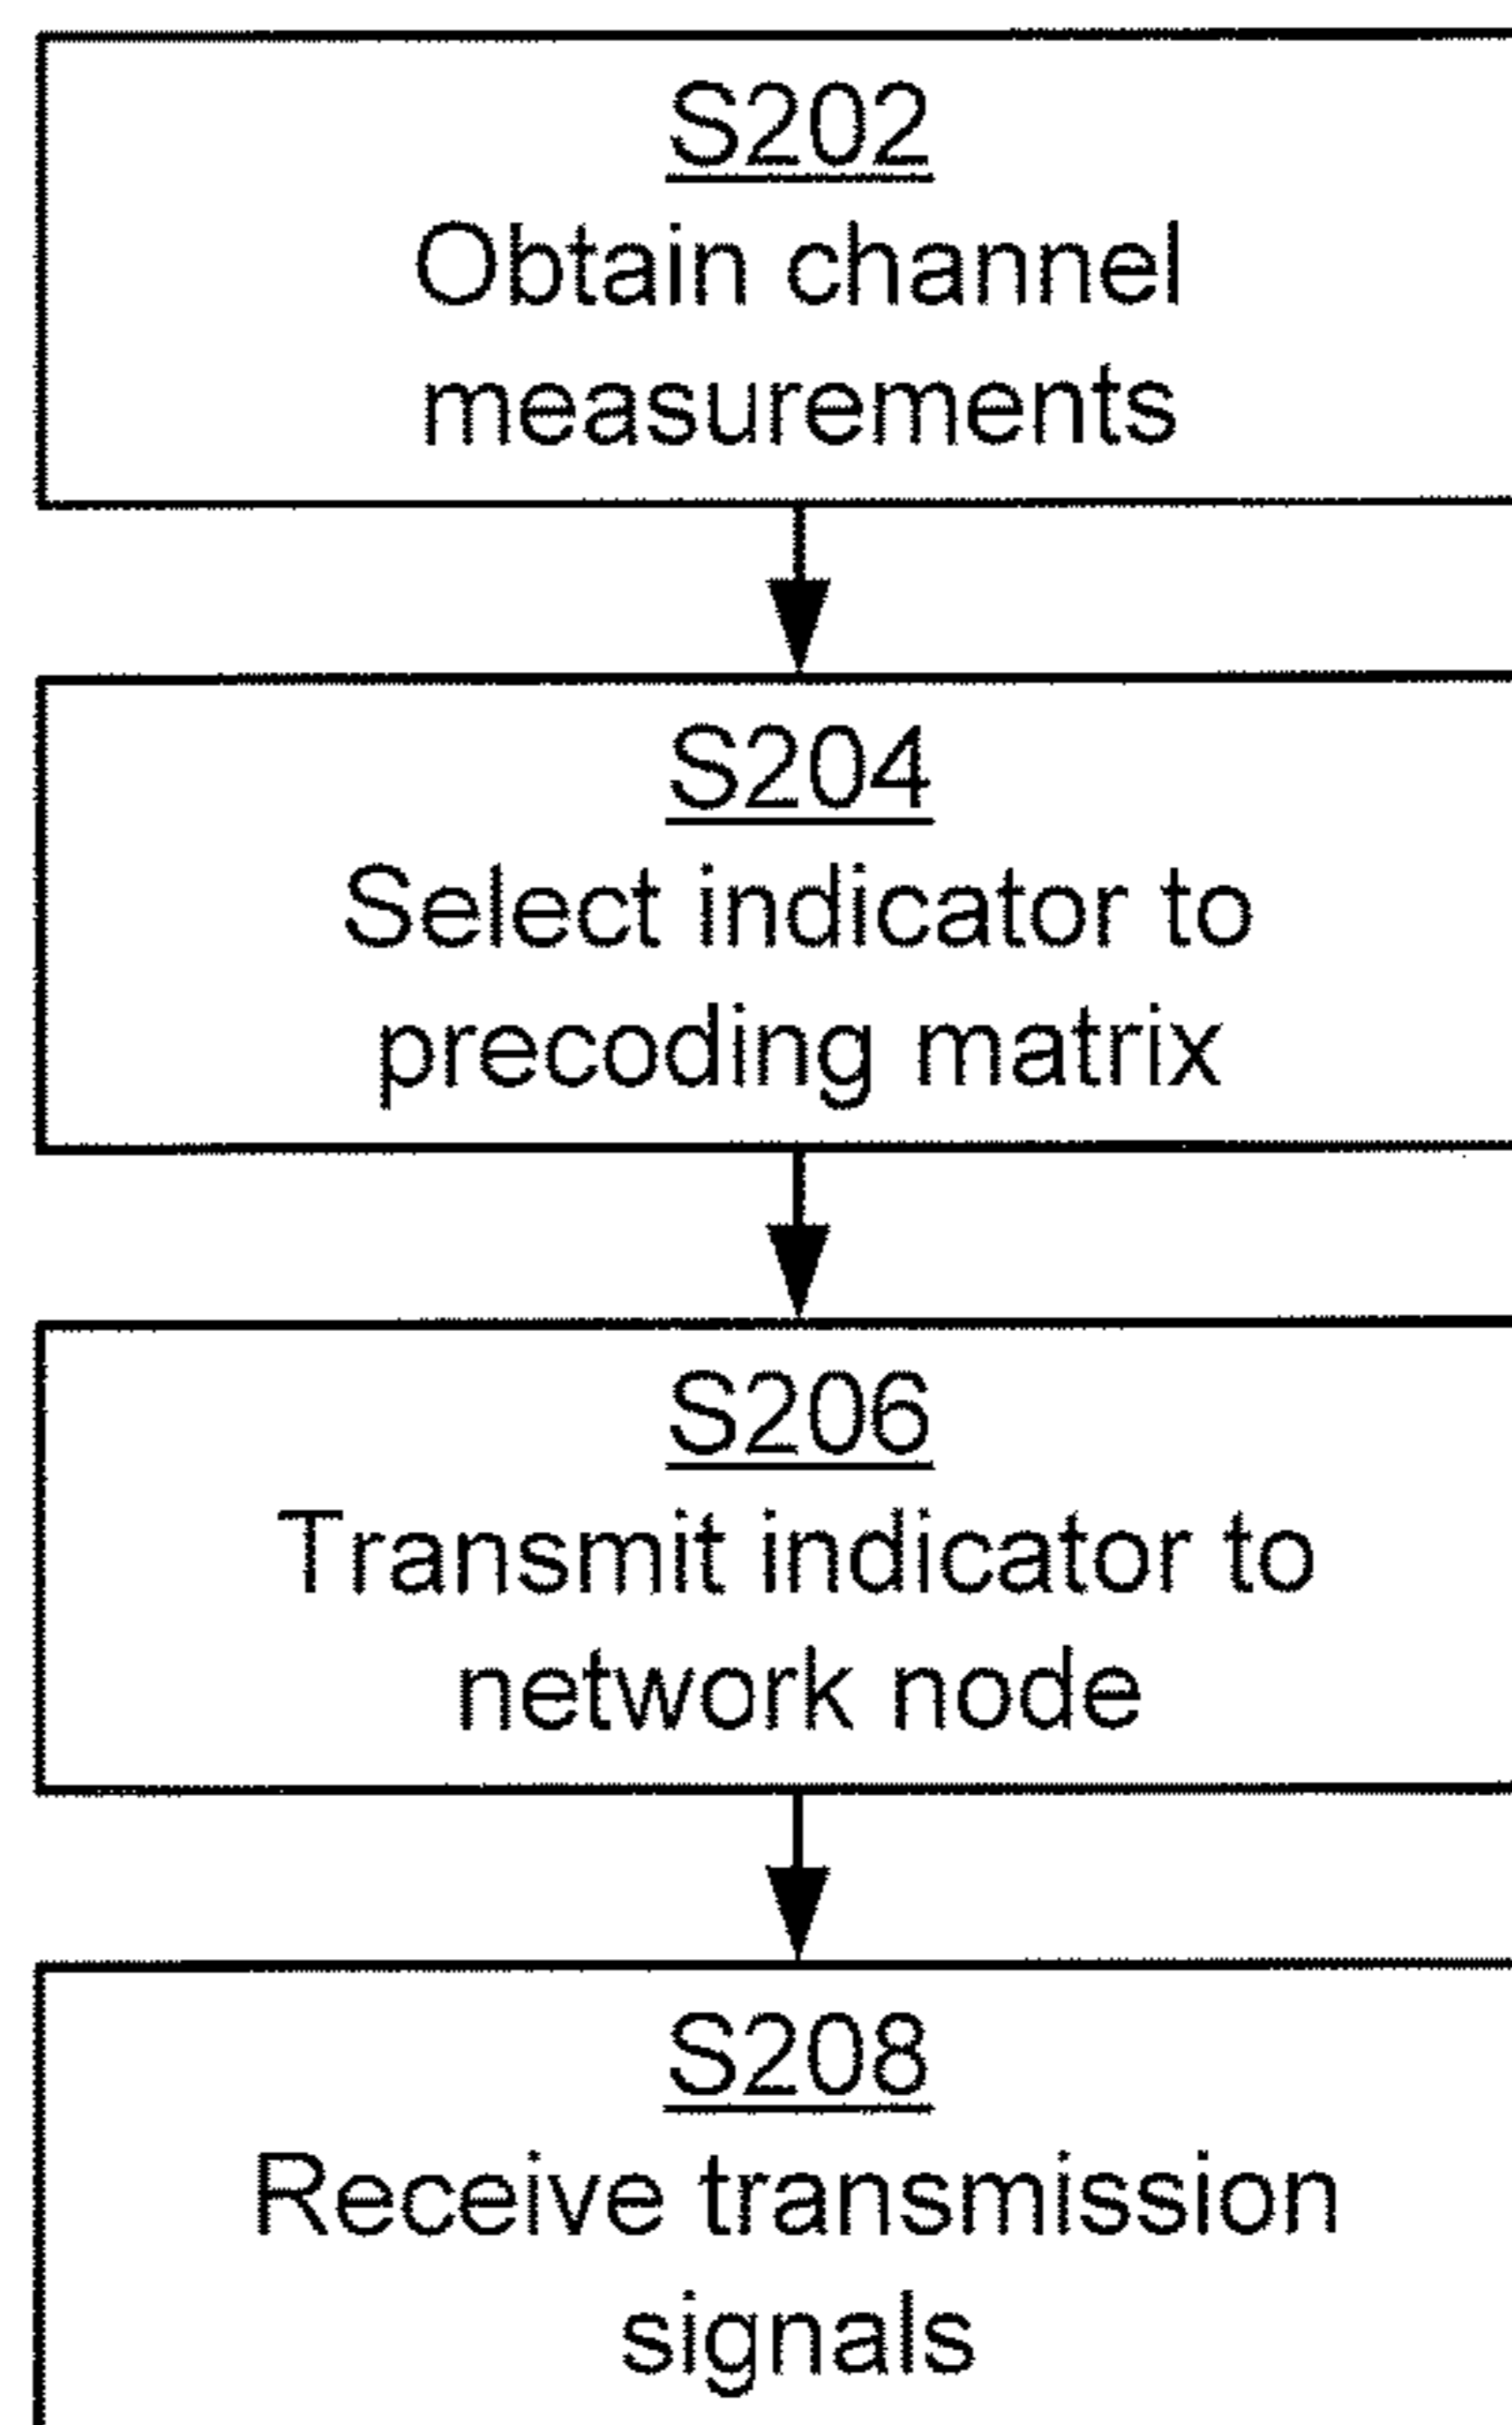 S202
Obtain channel
measurements
S204
Select indicator to
precoding matrix
S206
Transmit indicator to
network node
S208
Receive transmission
signals